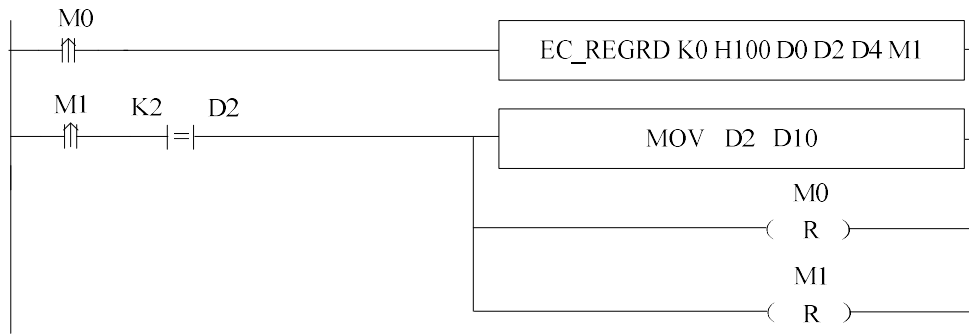 M0
EC_REGRD K0 H100 D0 D2 D4 M1
M1 K2 = D2
MOV D2 D10
M0
( R )
M1
( R )